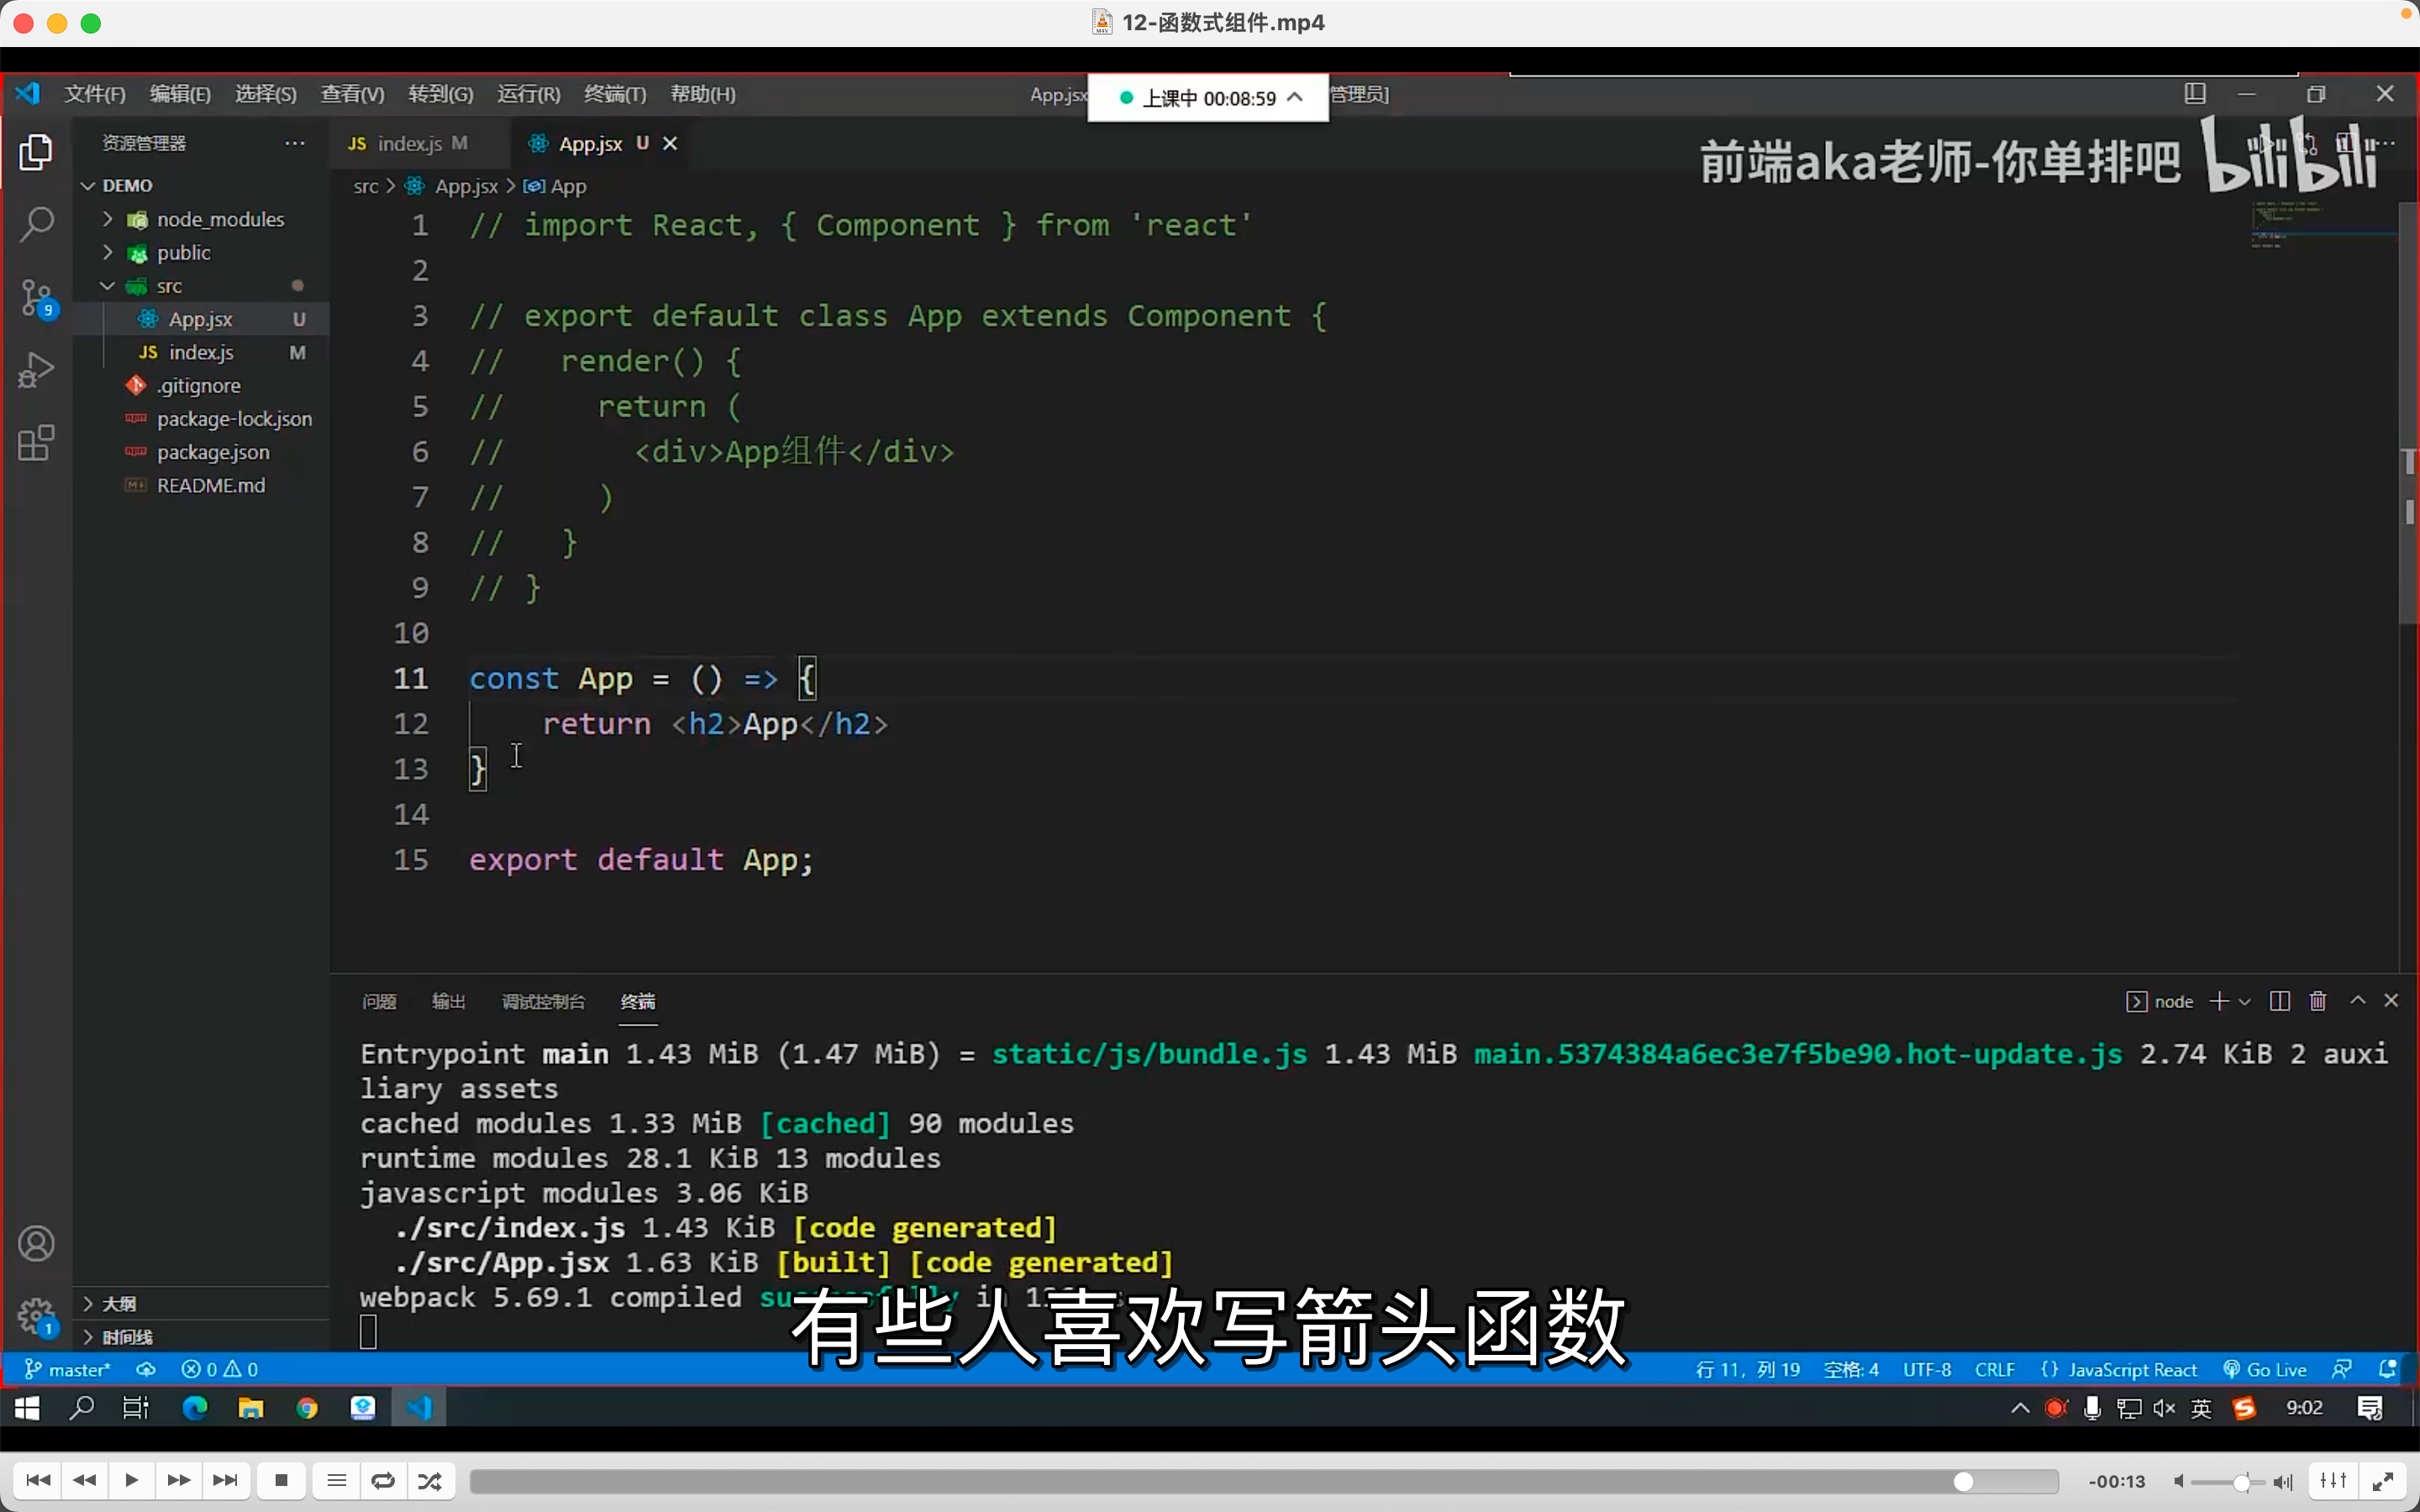 12-函数式组件.mp4
文件(F) 编辑(E) 选择(S) 查看(V) 转到(G) 运行(R) 终端(T) 帮助(H)
App.jsx
上课中 00:08:59
管理员]
资源管理器
JS index.js M
App.jsx U
前端aka老师-你单排吧 bilibili
DEMO
src > App.jsx > App
node_modules
public
src
App.jsx U
JS index.js M
.gitignore
package-lock.json
package.json
README.md
9
1 // import React, { Component } from 'react'
2
3 // export default class App extends Component {
4 //   render() {
5 //     return (
6 //       <div>App组件</div>
7 //     )
8 //   }
9 // }
10
11 const App = () => {
12     return <h2>App</h2>
13 }
14
15 export default App;
问题 输出 调试控制台 终端
node
Entrypoint main 1.43 MiB (1.47 MiB) = static/js/bundle.js 1.43 MiB main.5374384a6ec3e7f5be90.hot-update.js 2.74 KiB 2 auxi
liary assets
cached modules 1.33 MiB [cached] 90 modules
runtime modules 28.1 KiB 13 modules
javascript modules 3.06 KiB
./src/index.js 1.43 KiB [code generated]
./src/App.jsx 1.63 KiB [built] [code generated]
webpack 5.69.1 compiled
有些人喜欢写箭头函数
大纲
1
时间线
master* 0 0 行 11, 列 19 空格: 4 UTF-8 CRLF {} JavaScript React Go Live
英 9:02
-00:13